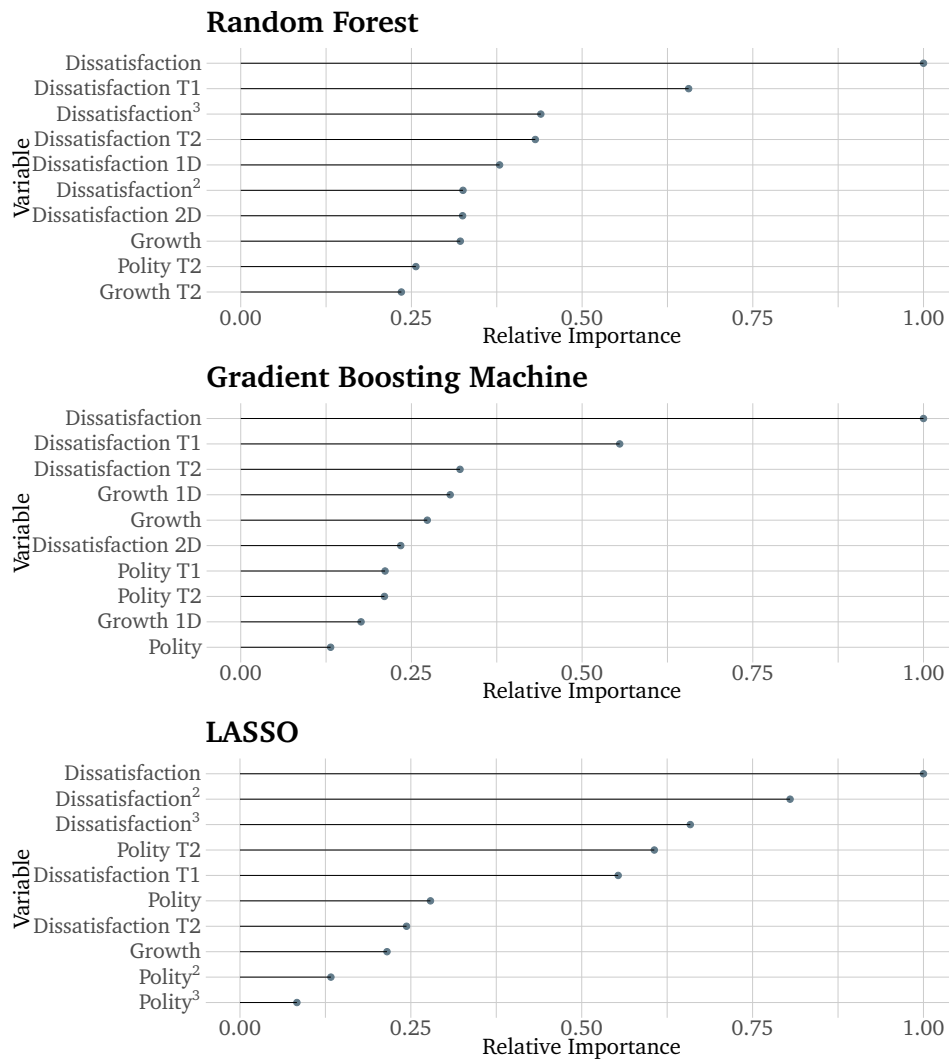 Random Forest
Variable
Dissatisfaction
Dissatisfaction T1
Dissatisfaction³
Dissatisfaction T2
Dissatisfaction 1D
Dissatisfaction²
Dissatisfaction 2D
Growth
Polity T2
Growth T2
0.00 0.25 0.50 0.75 1.00
Relative Importance
Gradient Boosting Machine
Variable
Dissatisfaction
Dissatisfaction T1
Dissatisfaction T2
Growth 1D
Growth
Dissatisfaction 2D
Polity T1
Polity T2
Growth 1D
Polity
0.00 0.25 0.50 0.75 1.00
Relative Importance
LASSO
Variable
Dissatisfaction
Dissatisfaction²
Dissatisfaction³
Polity T2
Dissatisfaction T1
Polity
Dissatisfaction T2
Growth
Polity²
Polity³
0.00 0.25 0.50 0.75 1.00
Relative Importance